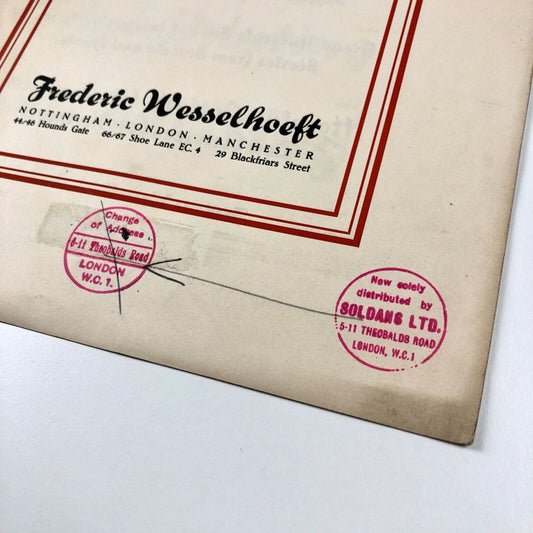 Frederic Wesselhoeft
NOTTINGHAM · LONDON · MANCHESTER
44/46 Hounds Gate 66/67 Shoe Lane EC. 4 29 Blackfriars Street
Change
of Address
6-11 Theobalds Road
LONDON
W.C. 1.
Now solely
distributed by
SOLDANS LTD.
5-11 THEOBALDS ROAD
LONDON, W.C.1